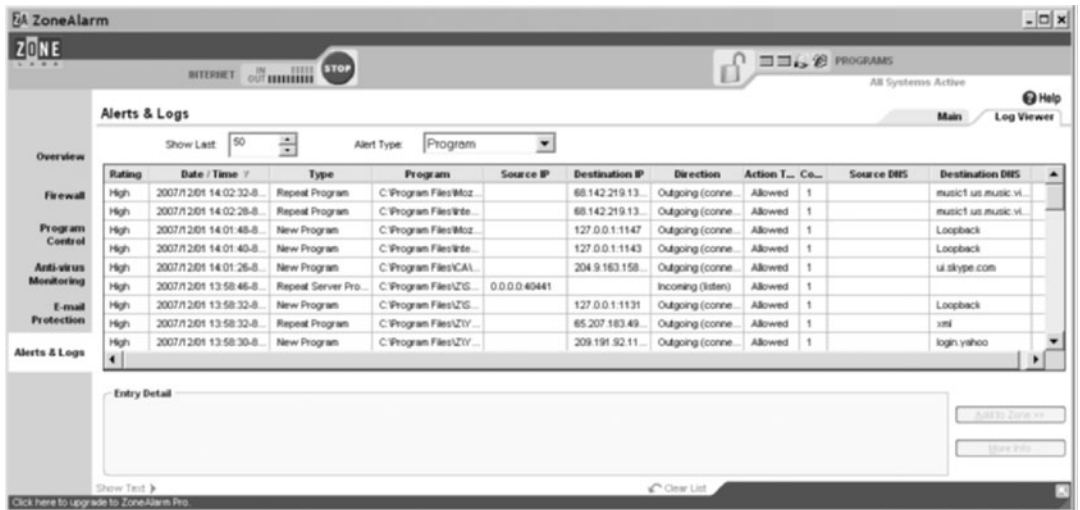 ZA ZoneAlarm
ZONE
LABS
INTERNET IN OUT STOP PROGRAMS
All Systems Active
Help
Alerts & Logs Main Log Viewer
Show Last: 50 Alert Type: Program
Overview
Firewall
Program Control
Anti-virus Monitoring
E-mail Protection
Alerts & Logs
Rating Date / Time Type Program Source IP Destination IP Direction Action T... Co... Source DNS Destination DNS
High 2007/12/01 14:02:32-8... Repeat Program C:\Program Files\Moz... 68.142.219.13... Outgoing (conne... Allowed 1 music1.us.music.vi...
High 2007/12/01 14:02:28-8... Repeat Program C:\Program Files\Inte... 68.142.219.13... Outgoing (conne... Allowed 1 music1.us.music.vi...
High 2007/12/01 14:01:48-8... New Program C:\Program Files\Moz... 127.0.0.1:1147 Outgoing (conne... Allowed 1 Loopback
High 2007/12/01 14:01:40-8... New Program C:\Program Files\Inte... 127.0.0.1:1143 Outgoing (conne... Allowed 1 Loopback
High 2007/12/01 14:01:26-8... New Program C:\Program Files\CA\... 204.9.163.158... Outgoing (conne... Allowed 1 ui.skype.com
High 2007/12/01 13:58:46-8... Repeat Server Pro... C:\Program Files\Z\S... 0.0.0.0:40441 Incoming (listen) Allowed 1
High 2007/12/01 13:58:32-8... New Program C:\Program Files\Z\S... 127.0.0.1:1131 Outgoing (conne... Allowed 1 Loopback
High 2007/12/01 13:58:32-8... Repeat Program C:\Program Files\Z\Y... 65.207.183.49... Outgoing (conne... Allowed 1 xml
High 2007/12/01 13:58:30-8... New Program C:\Program Files\Z\Y... 209.191.92.11... Outgoing (conne... Allowed 1 login.yahoo
Entry Detail
Add to Zone >>
More Info
Show Text Clear List
Click here to upgrade to ZoneAlarm Pro.